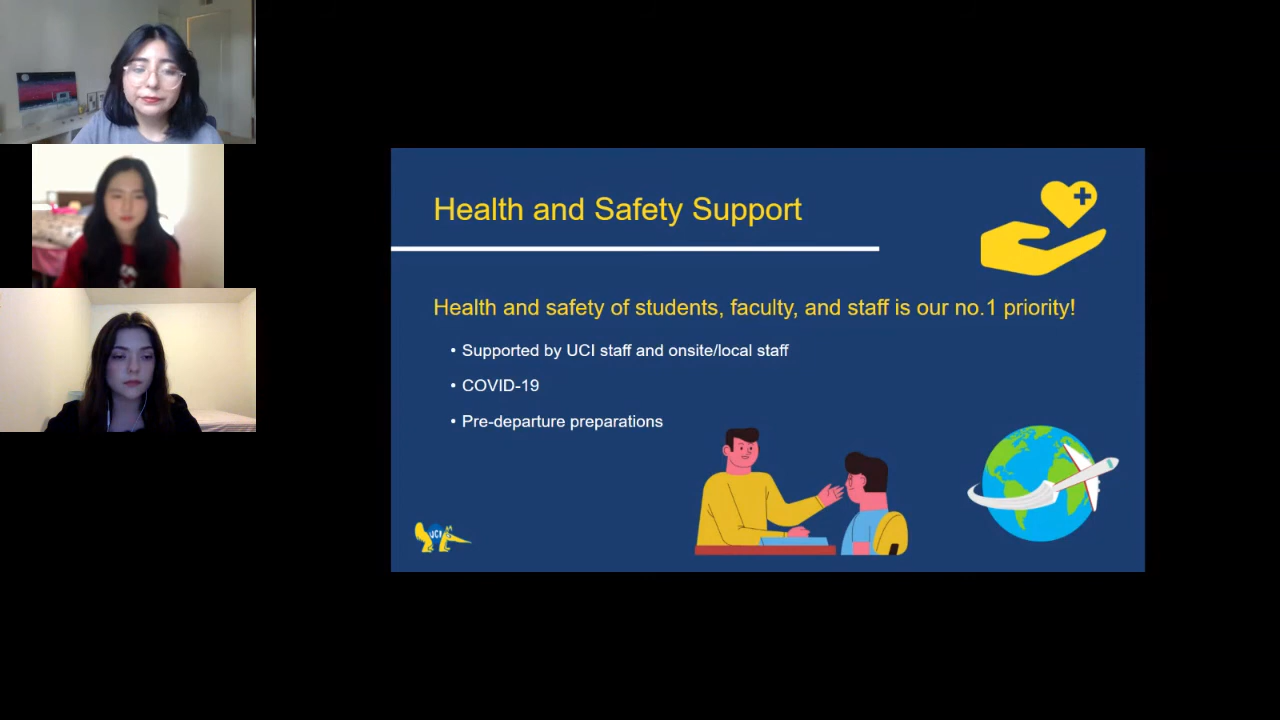 Health and Safety Support
Health and safety of students, faculty, and staff is our no.1 priority!
• Supported by UCI staff and onsite/local staff
• COVID-19
• Pre-departure preparations
UCI